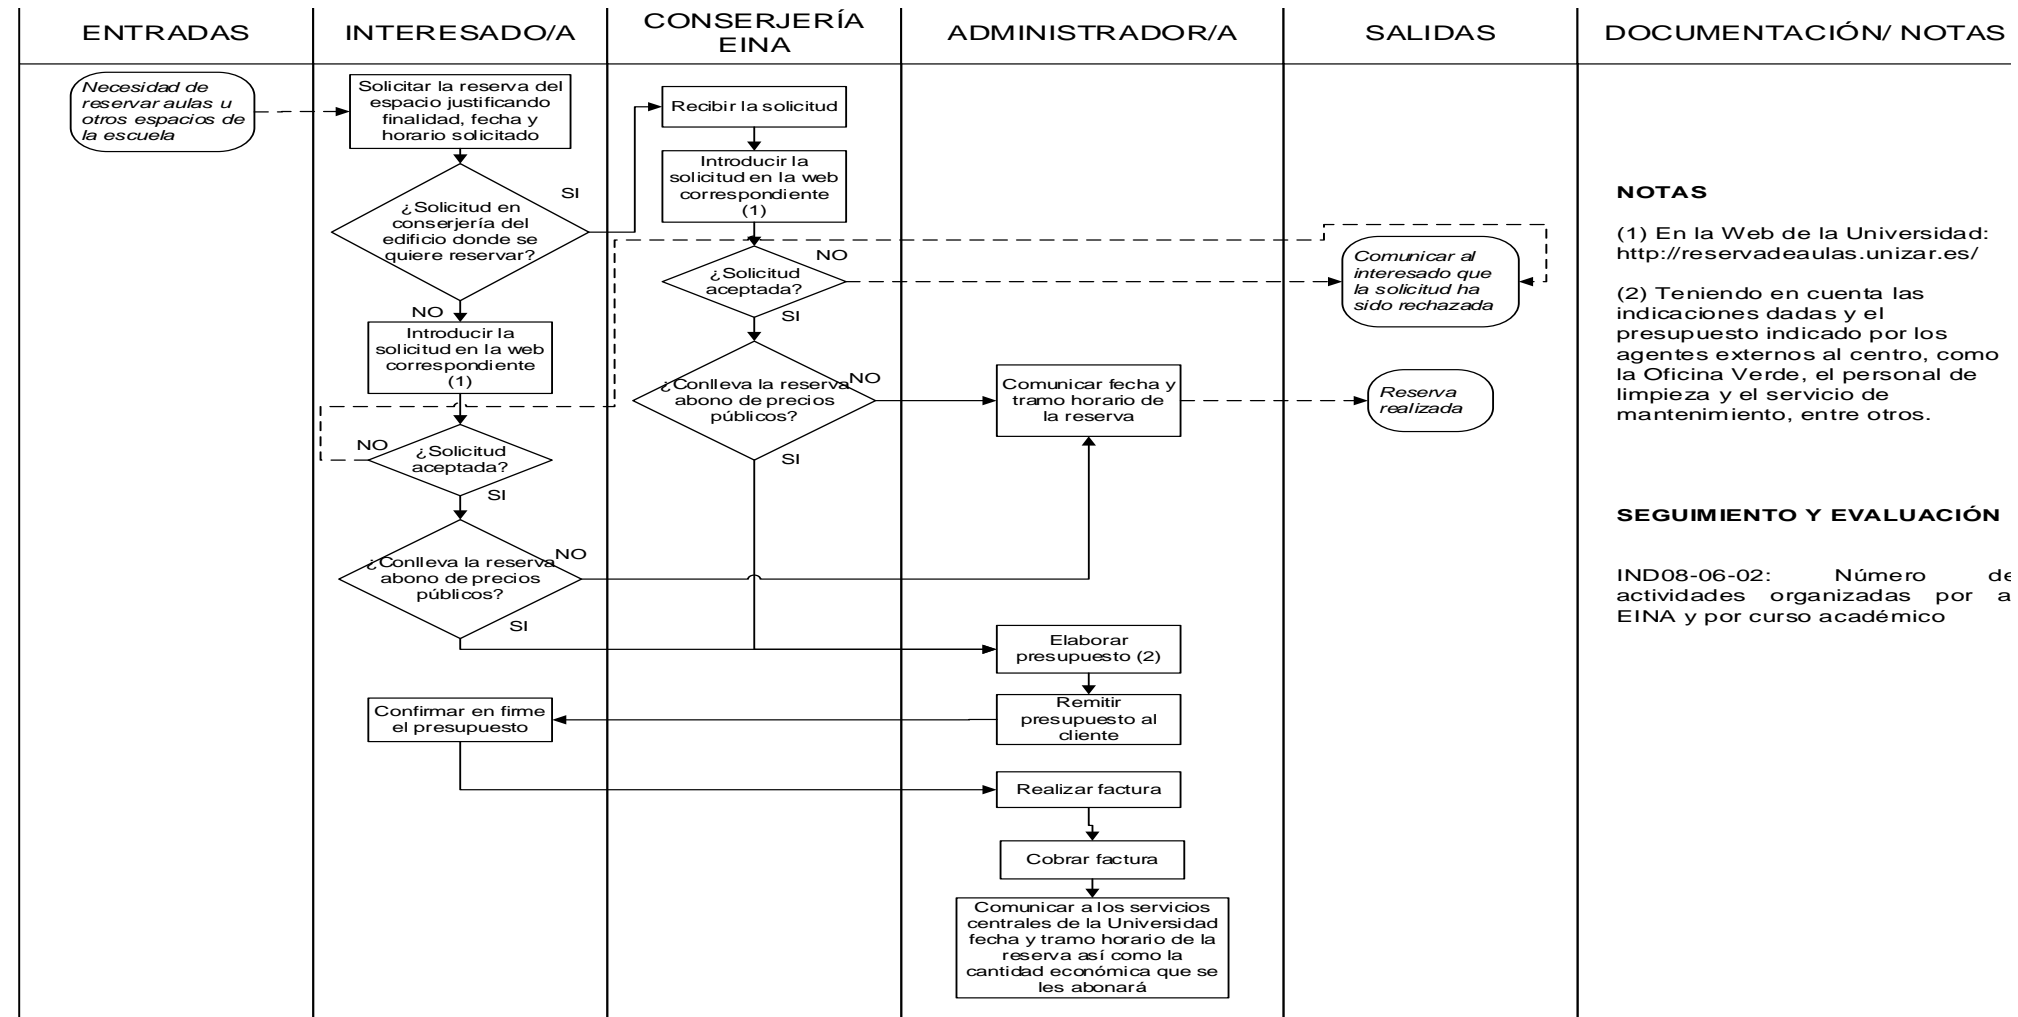 ENTRADAS
INTERESADO/A
CONSERJERÍA
EINA
ADMINISTRADOR/A
SALIDAS
DOCUMENTACIÓN/ NOTAS
Necesidad de
reservar aulas u
otros espacios de
la escuela
Solicitar la reserva del
espacio justificando
finalidad, fecha y
horario solicitado
¿Solicitud en
conserjería del
edificio donde se
quiere reservar?
SI
NO
Introducir la
solicitud en la web
correspondiente
(1)
¿Solicitud
aceptada?
NO
SI
¿Conlleva la reserva
abono de precios
públicos?
NO
SI
Confirmar en firme
el presupuesto
Recibir la solicitud
Introducir la
solicitud en la web
correspondiente
(1)
¿Solicitud
aceptada?
NO
SI
¿Conlleva la reserva
abono de precios
públicos?
NO
SI
Comunicar fecha y
tramo horario de
la reserva
Elaborar
presupuesto (2)
Remitir
presupuesto al
cliente
Realizar factura
Cobrar factura
Comunicar a los servicios
centrales de la Universidad
fecha y tramo horario de la
reserva así como la
cantidad económica que se
les abonará
Comunicar al
interesado que
la solicitud ha
sido rechazada
Reserva
realizada
NOTAS
(1) En la Web de la Universidad:
http://reservadeaulas.unizar.es/
(2) Teniendo en cuenta las
indicaciones dadas y el
presupuesto indicado por los
agentes externos al centro, como
la Oficina Verde, el personal de
limpieza y el servicio de
mantenimiento, entre otros.
SEGUIMIENTO Y EVALUACIÓN
IND08-06-02: Número de
actividades organizadas por a
EINA y por curso académico